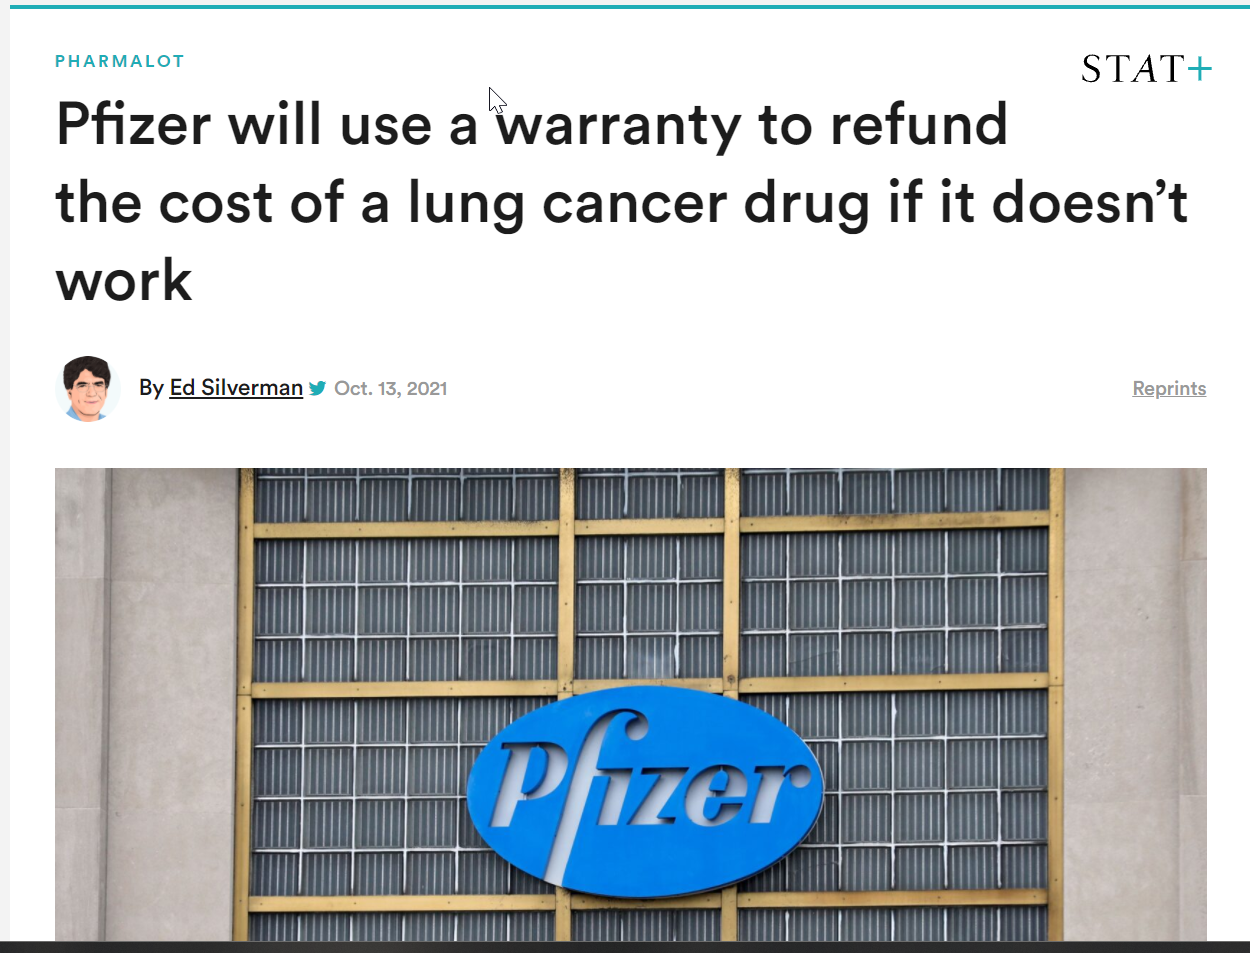 PHARMALOT
STAT+
Pfizer will use a warranty to refund
the cost of a lung cancer drug if it doesn’t
work
By Ed Silverman Oct. 13, 2021
Reprints
Pfizer